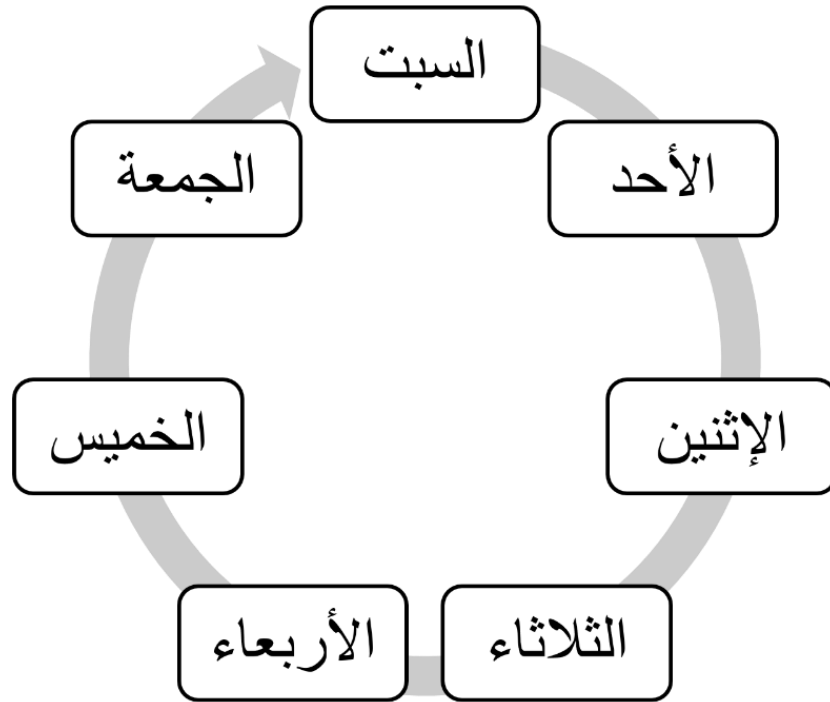 السبت
الأحد
الإثنين
الثلاثاء
الأربعاء
الخميس
الجمعة